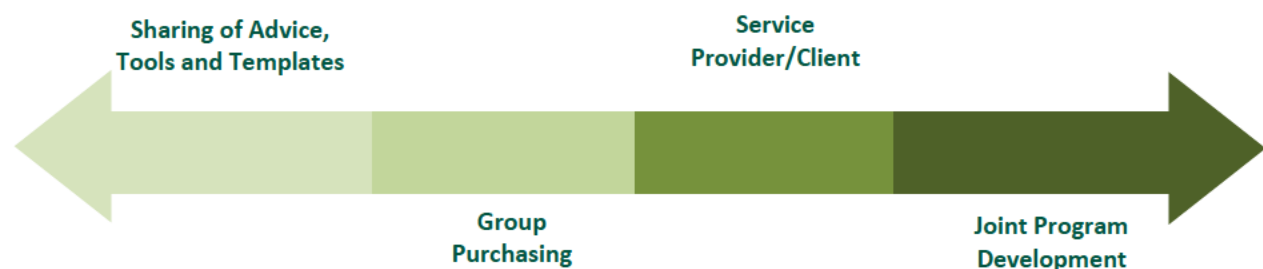 Sharing of Advice,
Tools and Templates
Service
Provider/Client
Group
Purchasing
Joint Program
Development